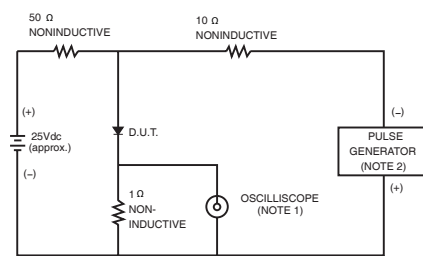 50 Ω
NONINDUCTIVE
10 Ω
NONINDUCTIVE
(+)
25Vdc
(approx.)
(−)
D.U.T.
1 Ω
NON-
INDUCTIVE
OSCILLISCOPE
(NOTE 1)
(−)
PULSE
GENERATOR
(NOTE 2)
(+)